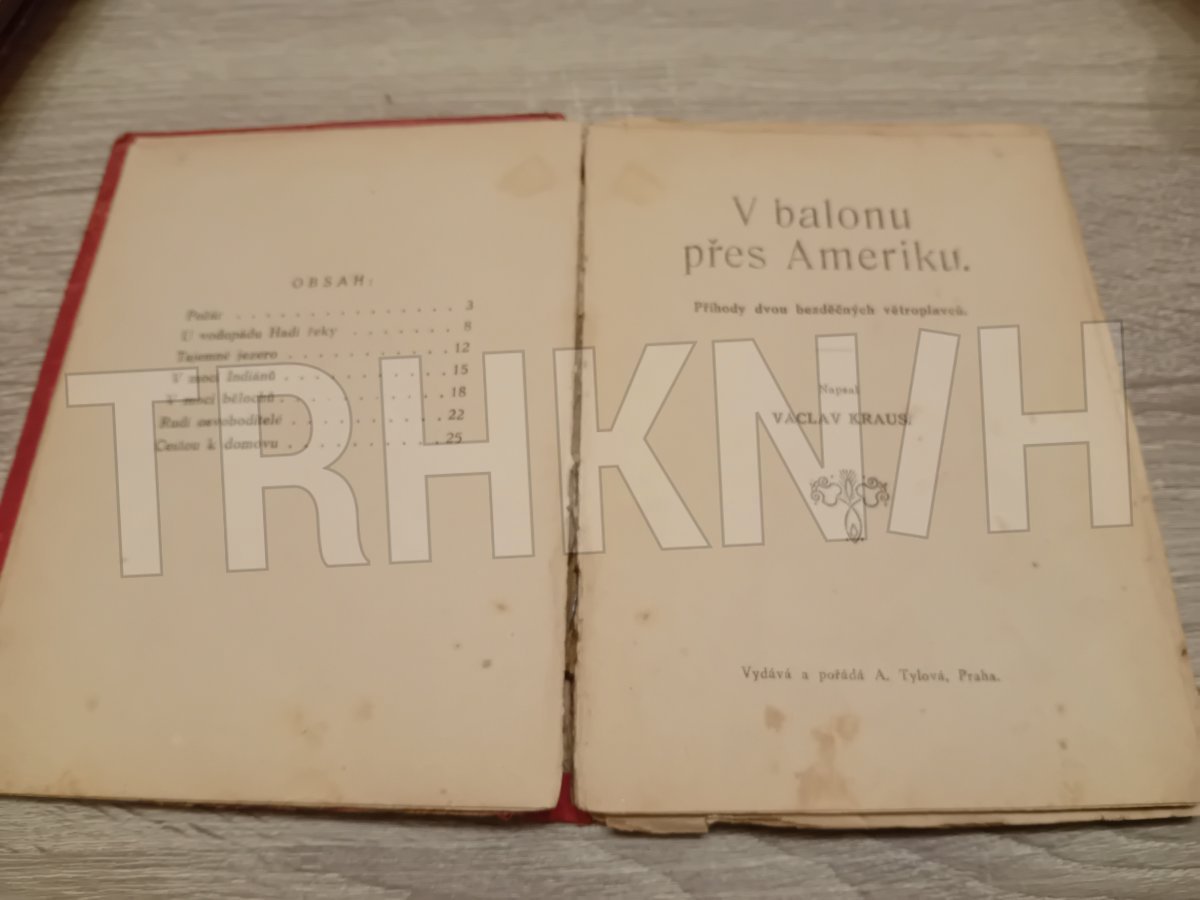 OBSAH:
Požár . . . . . . . . . . . . . . . 3
U vodopádu Hadí řeky . . . . . . . 8
Tajemné jezero . . . . . . . . . . . 12
V moci Indiánů . . . . . . . . . . . 15
V moci bělochů . . . . . . . . . . . 18
Rudí osvoboditelé . . . . . . . . . . 22
Cestou k domovu . . . . . . . . . . 25
V balonu
přes Ameriku.
Příhody dvou bezděčných větroplavců.
Napsal
VÁCLAV KRAUS.
Vydává a pořádá A. Tylová, Praha.
TRHKNIH